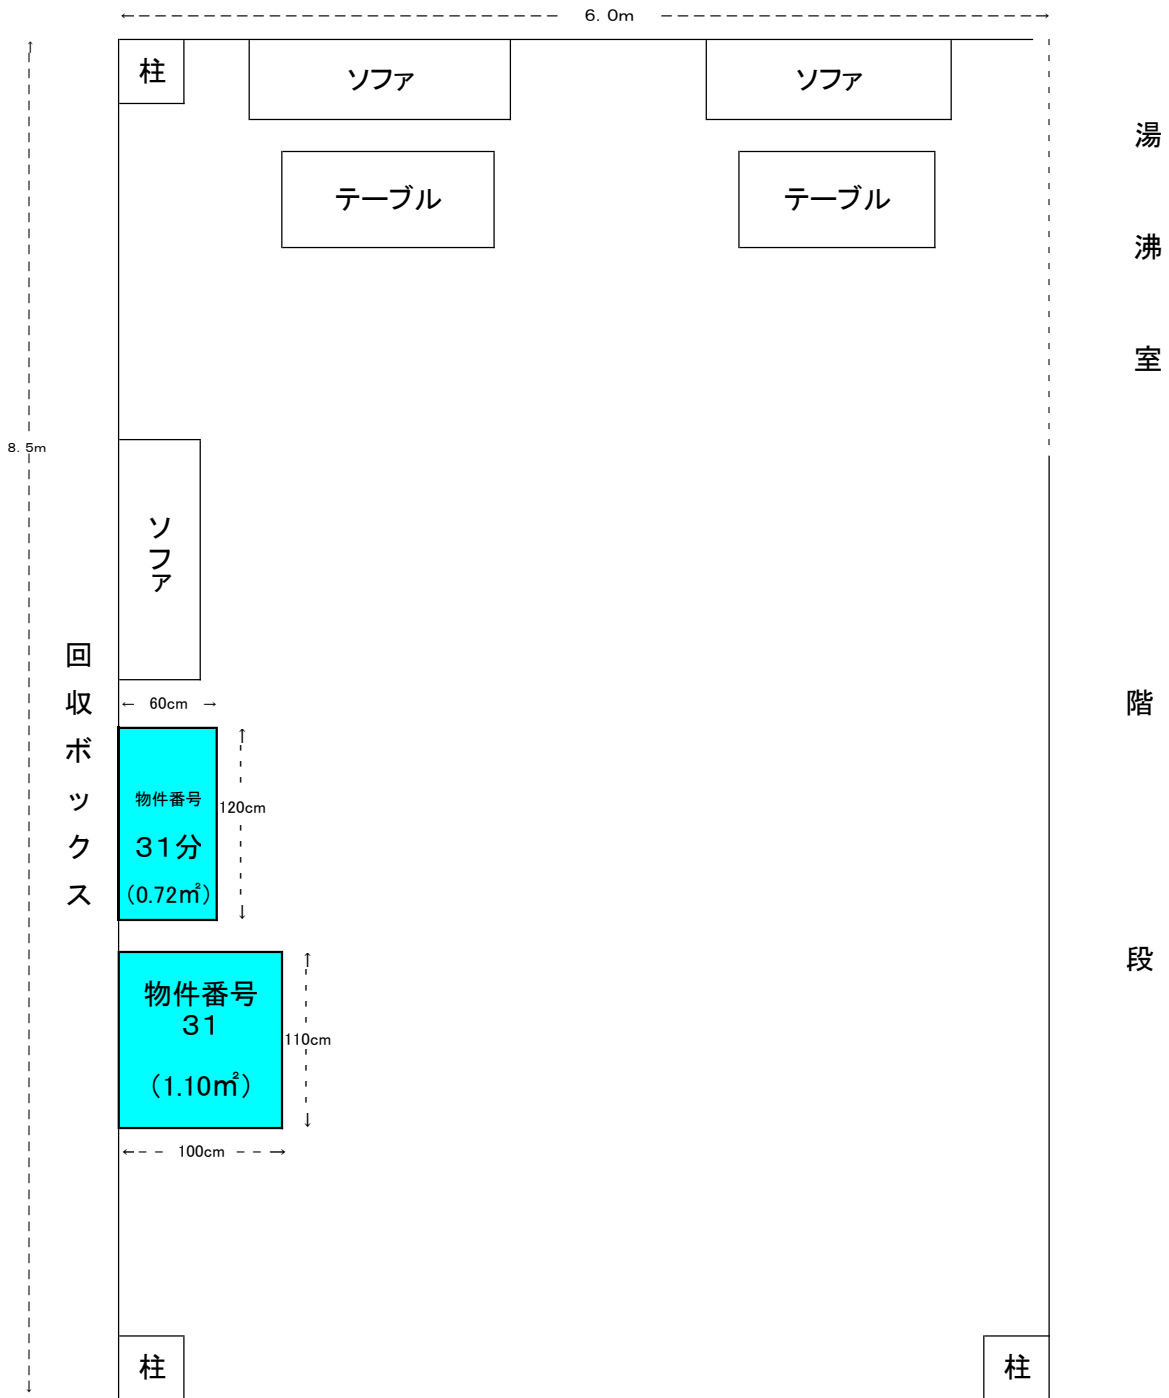 6．0m
柱
ソファ
ソファ
湯沸室
テーブル
テーブル
8．5m
ソファ
回収ボックス
← 60cm →
階段
物件番号
31分
(0.72㎡)
120cm
物件番号
31
(1.10㎡)
110cm
100cm
柱
柱